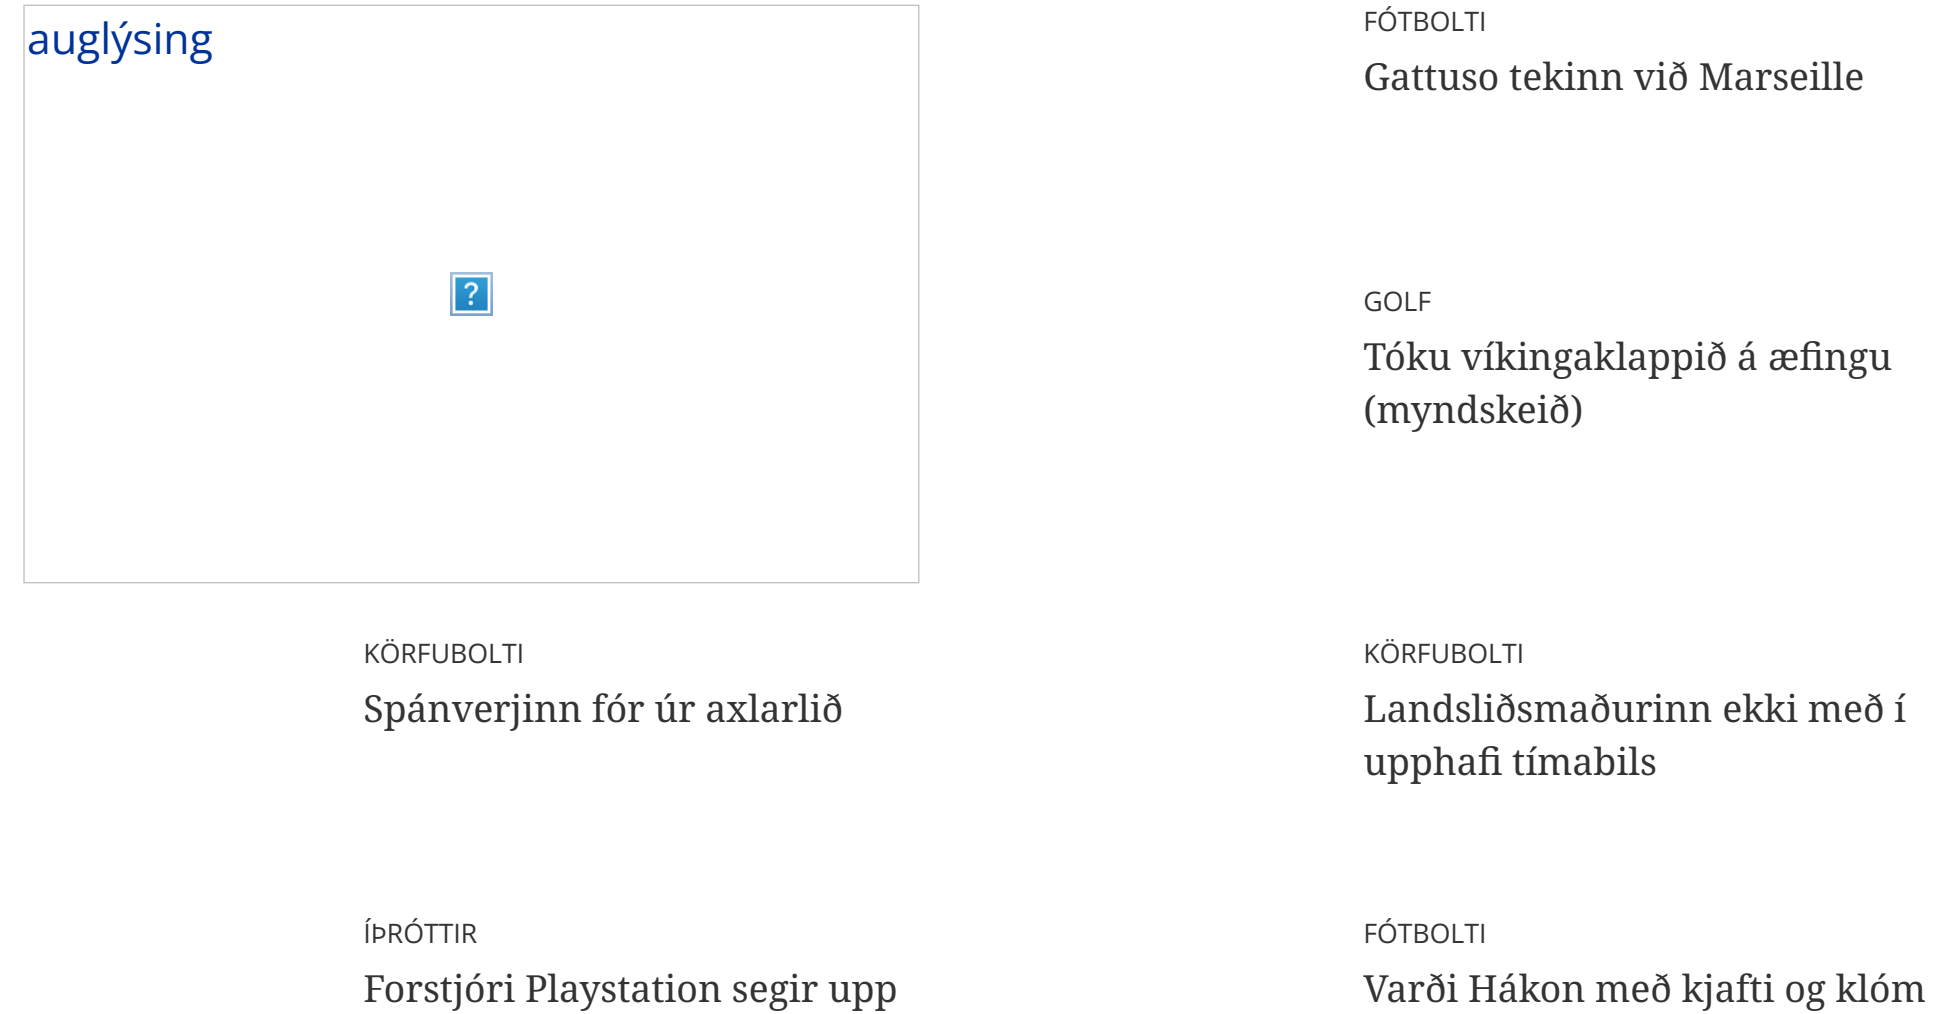 auglýsing
FÓTBOLTI
Gattuso tekinn við Marseille
GOLF
Tóku víkingaklappið á æfingu
(myndskeið)
KÖRFUBOLTI
Spánverjinn fór úr axlarlið
KÖRFUBOLTI
Landsliðsmaðurinn ekki með í
upphafi tímabils
ÍÞRÓTTIR
Forstjóri Playstation segir upp
FÓTBOLTI
Varði Hákon með kjafti og klóm